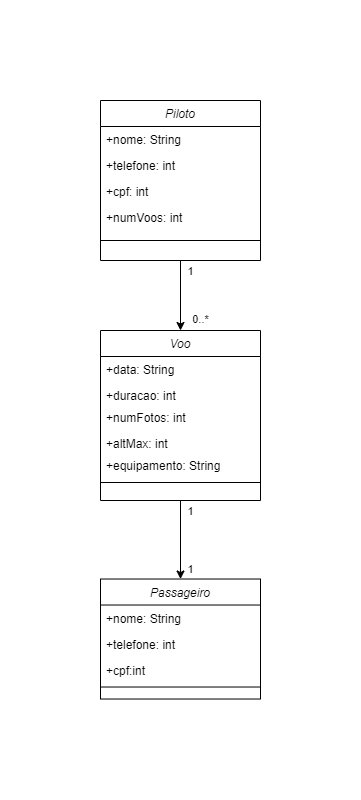 Piloto
+nome: String
+telefone: int
+cpf: int
+numVoos: int
1
0..*
Voo
+data: String
+duracao: int
+numFotos: int
+altMax: int
+equipamento: String
1
1
Passageiro
+nome: String
+telefone: int
+cpf:int